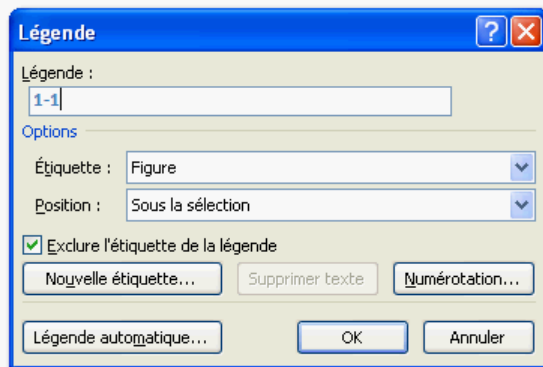 Légende
Légende :
1-1
Options
Étiquette : Figure
Position : Sous la sélection
Exclure l'étiquette de la légende
Nouvelle étiquette... Supprimer texte Numérotation...
Légende automatique... OK Annuler